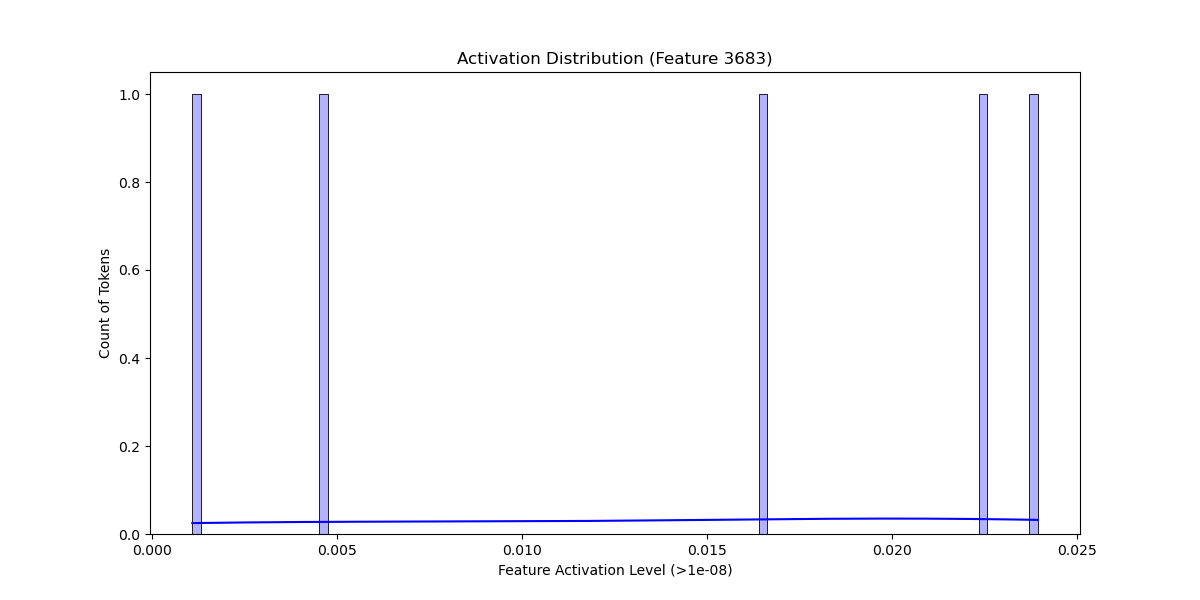 Activation Distribution (Feature 3683)
1.0
0.8
0.6
0.4
0.2
0.0
Count of Tokens
0.000 0.005 0.010 0.015 0.020 0.025
Feature Activation Level (>1e-08)